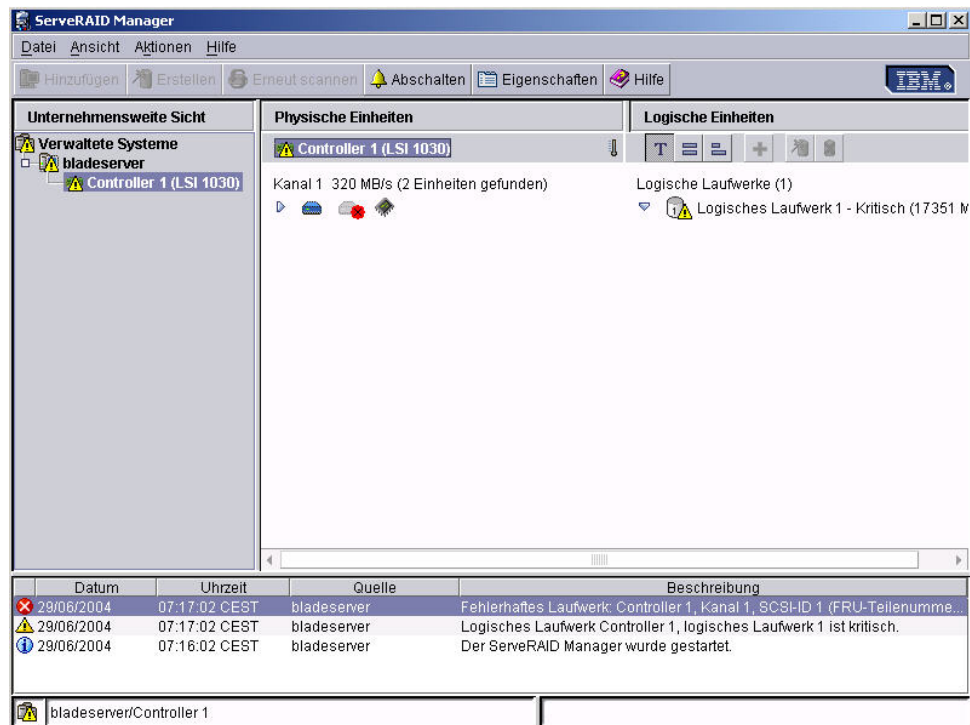 ServeRAID Manager
Datei Ansicht Aktionen Hilfe
Hinzufügen Erstellen Erneut scannen Abschalten Eigenschaften Hilfe IBM
Unternehmensweite Sicht Physische Einheiten Logische Einheiten
Verwaltete Systeme
bladeserver
Controller 1 (LSI 1030)
Controller 1 (LSI 1030)
Kanal 1 320 MB/s (2 Einheiten gefunden)
Logische Laufwerke (1)
Logisches Laufwerk 1 - Kritisch (17351 M
Datum Uhrzeit Quelle Beschreibung
29/06/2004 07:17:02 CEST bladeserver Fehlerhaftes Laufwerk: Controller 1, Kanal 1, SCSI-ID 1 (FRU-Teilenumme...
29/06/2004 07:17:02 CEST bladeserver Logisches Laufwerk Controller 1, logisches Laufwerk 1 ist kritisch.
29/06/2004 07:16:02 CEST bladeserver Der ServeRAID Manager wurde gestartet.
bladeserver/Controller 1